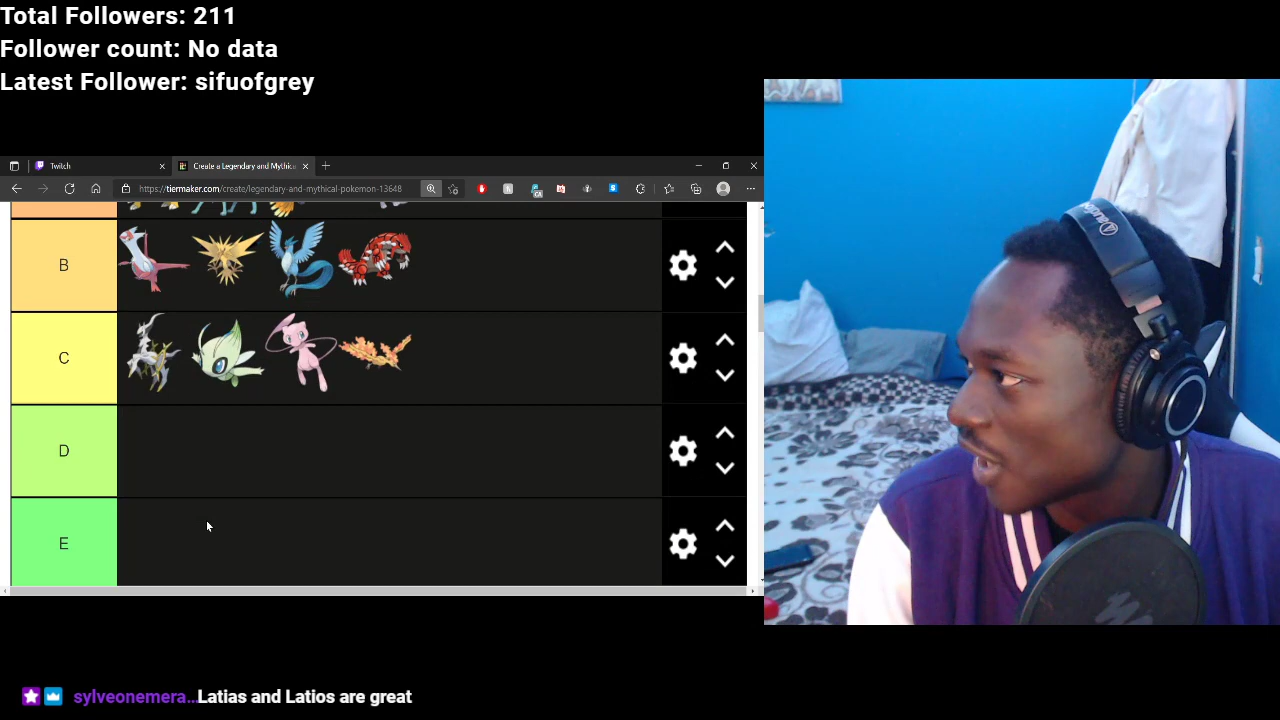 Total Followers: 211
Follower count: No data
Latest Follower: sifuofgrey
Twitch
Create a Legendary and Mythic
https://tiermaker.com/create/legendary-and-mythical-pokemon-13648
B
C
D
E
sylveonemera... Latias and Latios are great